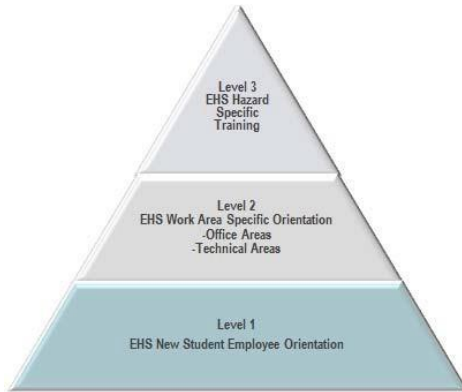 Level 3
EHS Hazard
Specific
Training
Level 2
EHS Work Area Specific Orientation
-Office Areas
-Technical Areas
Level 1
EHS New Student Employee Orientation